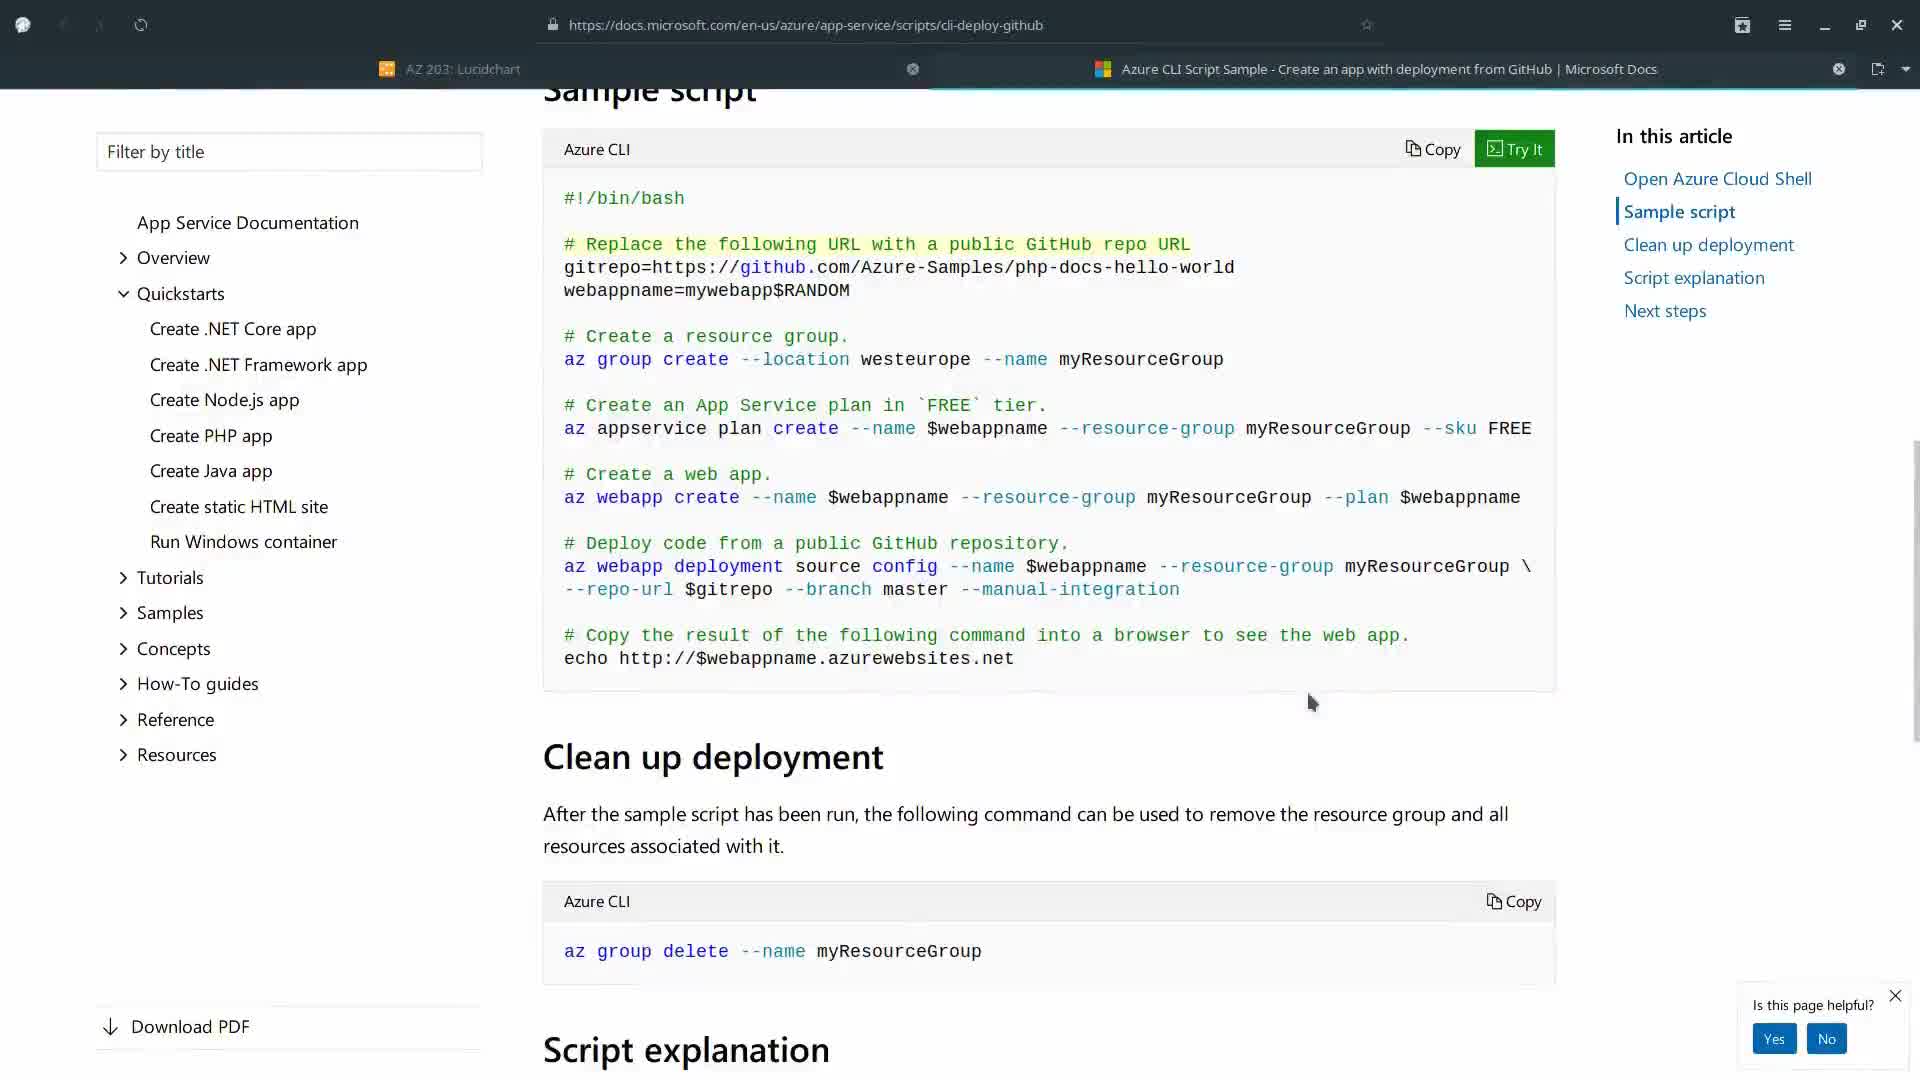 https://docs.microsoft.com/en-us/azure/app-service/scripts/cli-deploy-github
AZ 203: Lucidchart
Azure CLI Script Sample - Create an app with deployment from GitHub | Microsoft Docs
Filter by title
App Service Documentation
Overview
Quickstarts
Create .NET Core app
Create .NET Framework app
Create Node.js app
Create PHP app
Create Java app
Create static HTML site
Run Windows container
Tutorials
Samples
Concepts
How-To guides
Reference
Resources
Download PDF
Sample script
Azure CLI
Copy
Try It
#!/bin/bash
# Replace the following URL with a public GitHub repo URL
gitrepo=https://github.com/Azure-Samples/php-docs-hello-world
webappname=mywebapp$RANDOM
# Create a resource group.
az group create --location westeurope --name myResourceGroup
# Create an App Service plan in `FREE` tier.
az appservice plan create --name $webappname --resource-group myResourceGroup --sku FREE
# Create a web app.
az webapp create --name $webappname --resource-group myResourceGroup --plan $webappname
# Deploy code from a public GitHub repository.
az webapp deployment source config --name $webappname --resource-group myResourceGroup \
--repo-url $gitrepo --branch master --manual-integration
# Copy the result of the following command into a browser to see the web app.
echo http://$webappname.azurewebsites.net
Clean up deployment
After the sample script has been run, the following command can be used to remove the resource group and all
resources associated with it.
Azure CLI
Copy
az group delete --name myResourceGroup
Script explanation
In this article
Open Azure Cloud Shell
Sample script
Clean up deployment
Script explanation
Next steps
Is this page helpful?
Yes
No